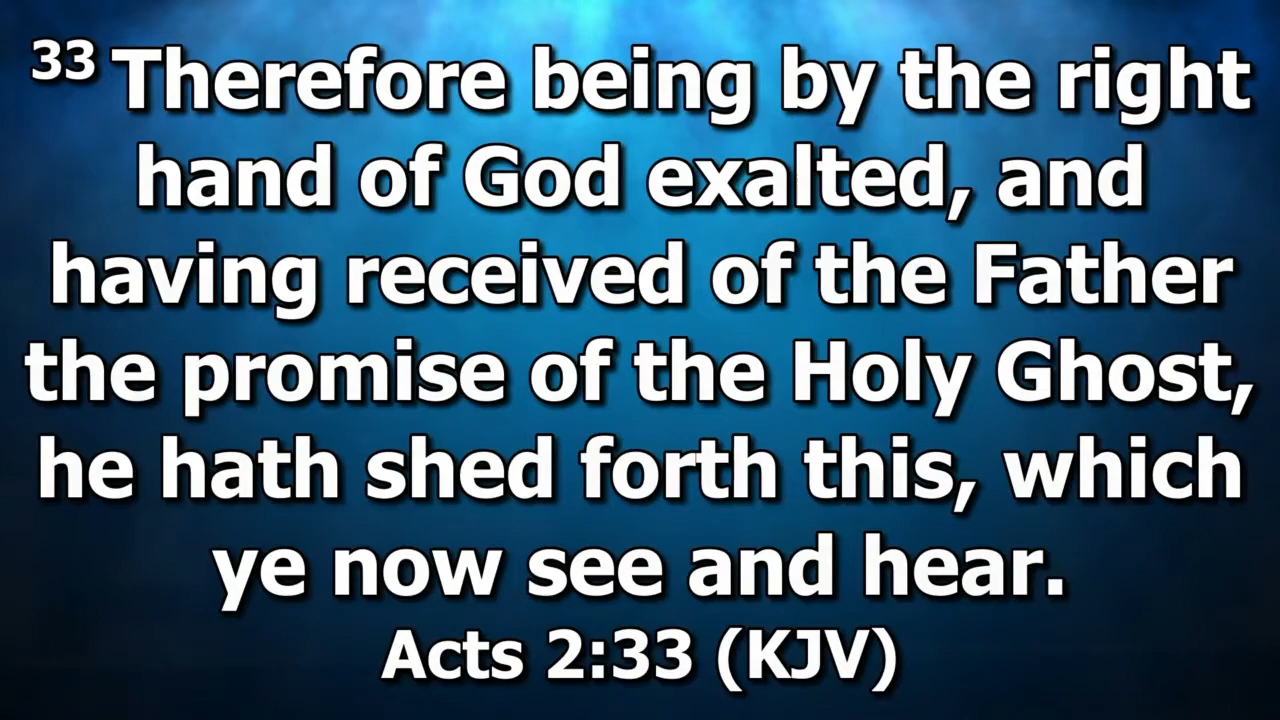 33 Therefore being by the right
hand of God exalted, and
having received of the Father
the promise of the Holy Ghost,
he hath shed forth this, which
ye now see and hear.
Acts 2:33 (KJV)